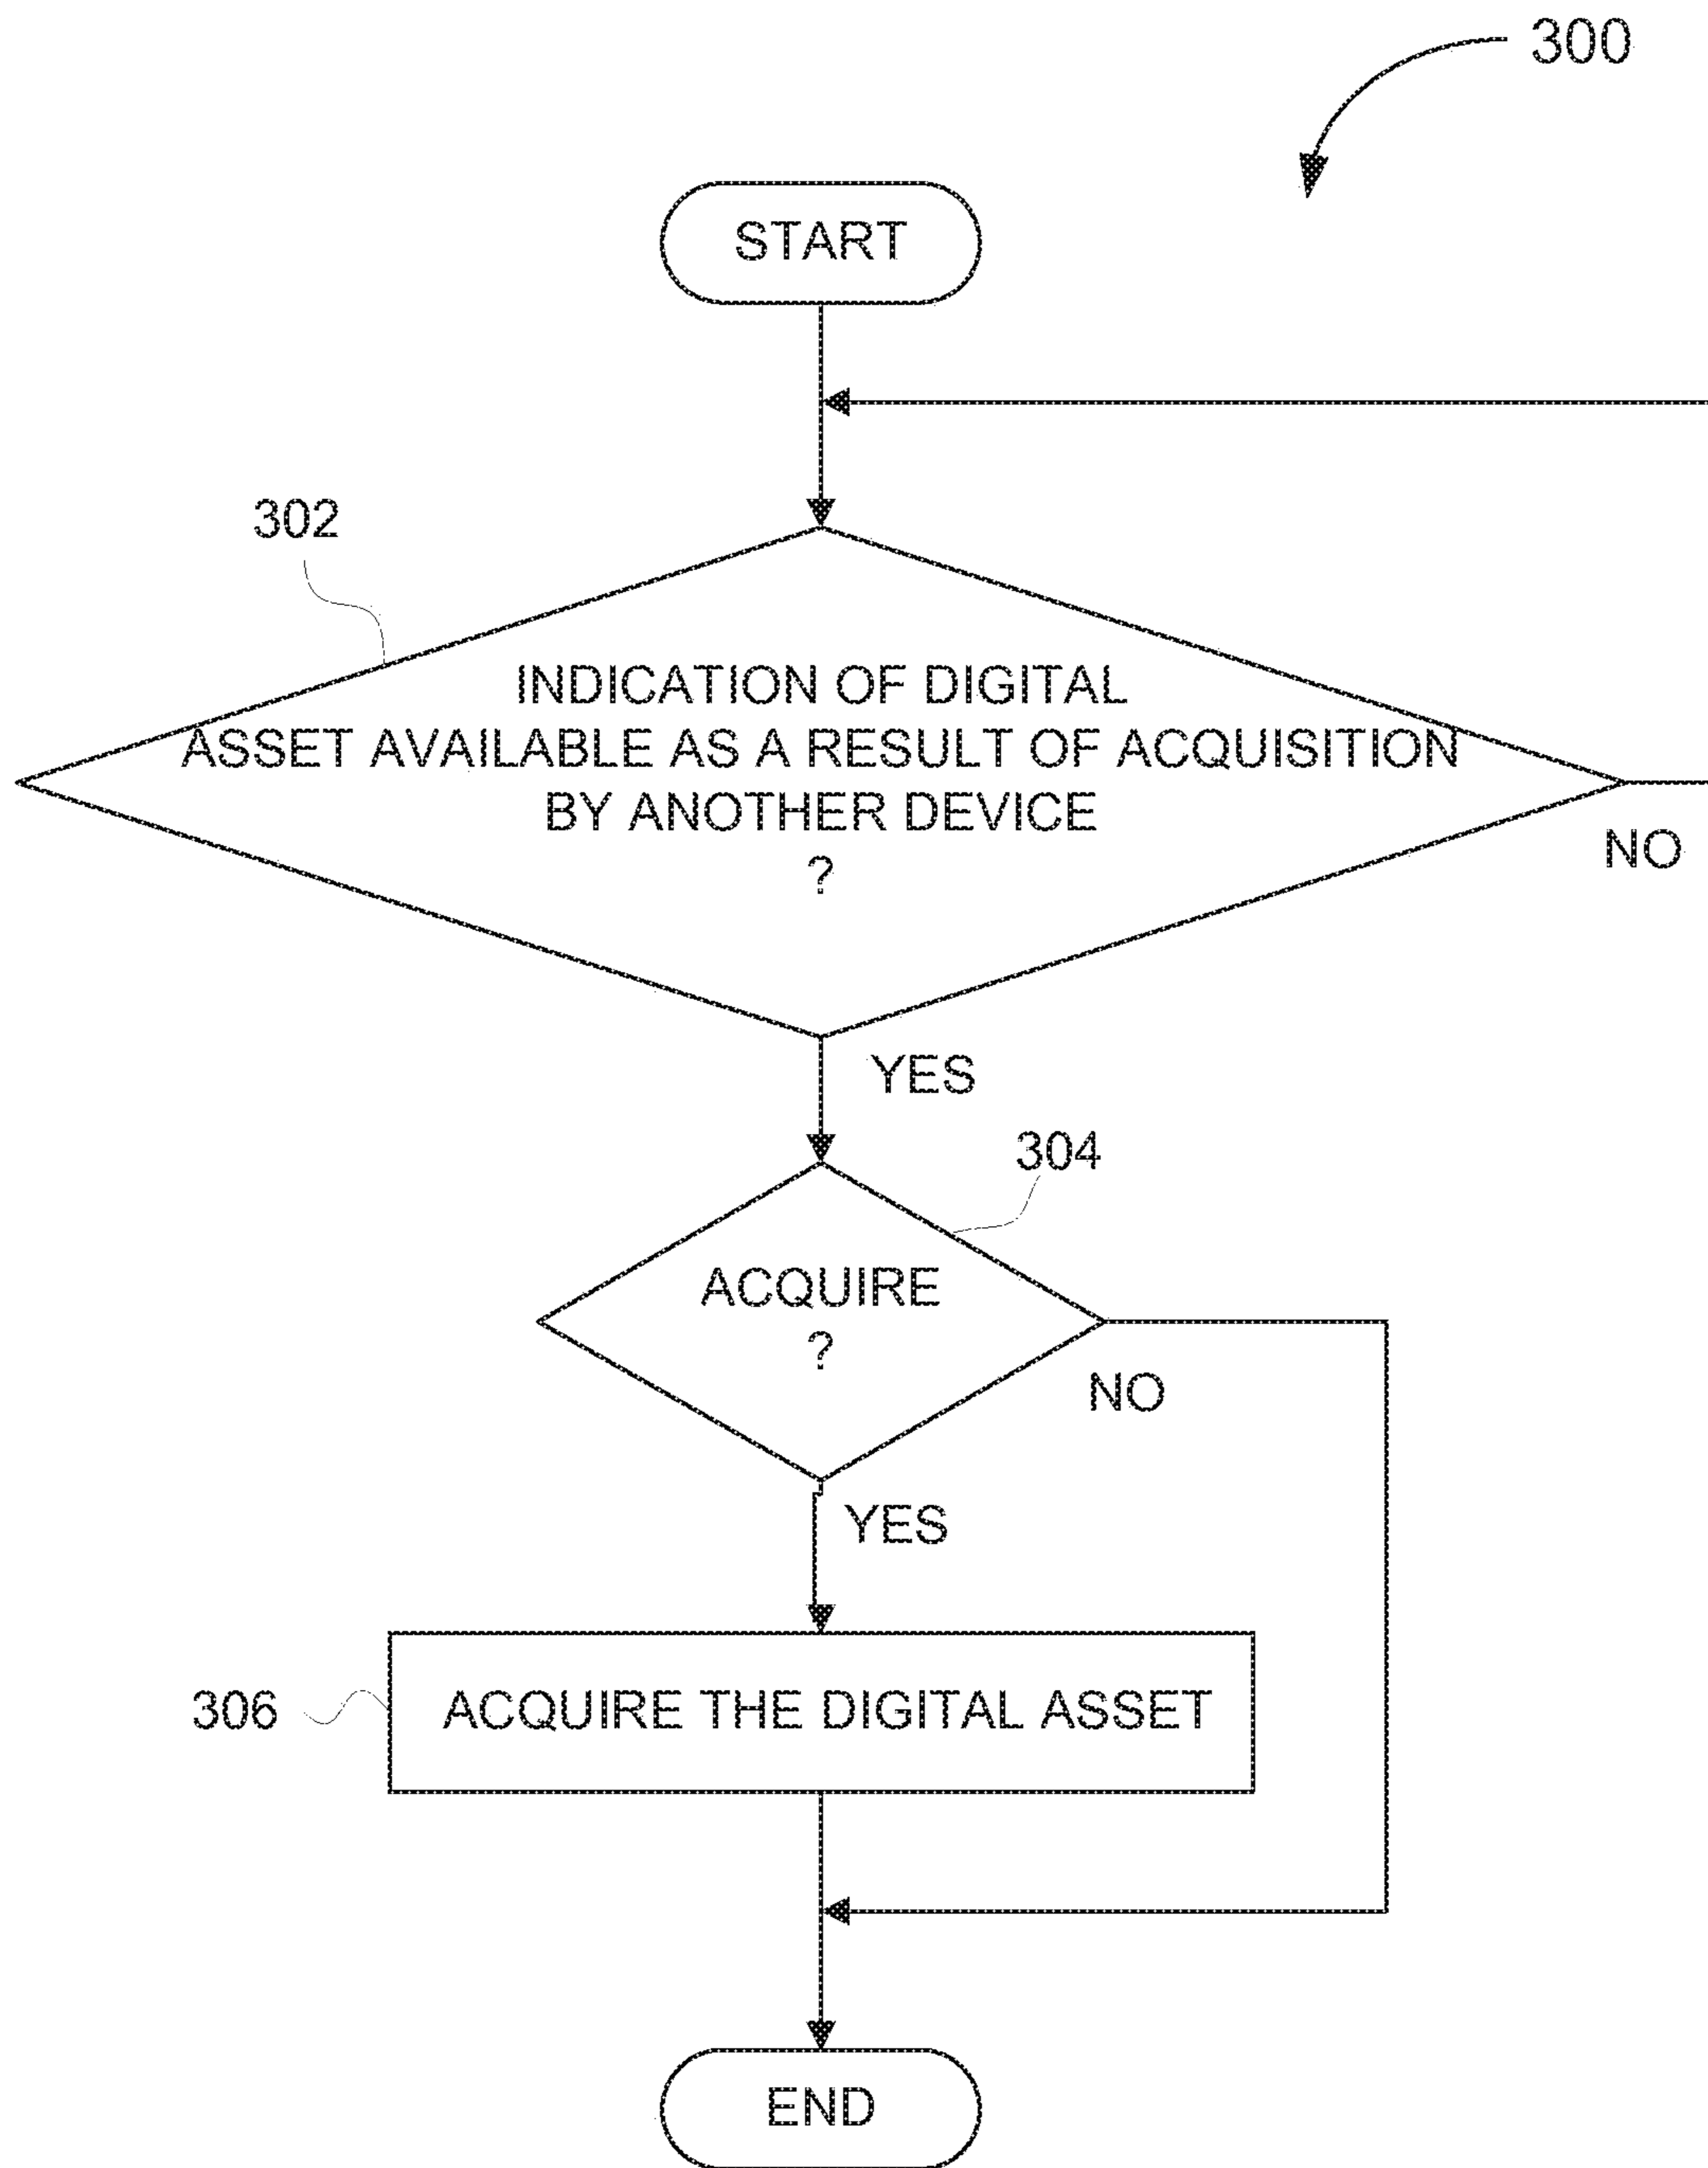 300
START
302
INDICATION OF DIGITAL
ASSET AVAILABLE AS A RESULT OF ACQUISITION
BY ANOTHER DEVICE
?
NO
YES
304
ACQUIRE
?
NO
YES
306
ACQUIRE THE DIGITAL ASSET
END